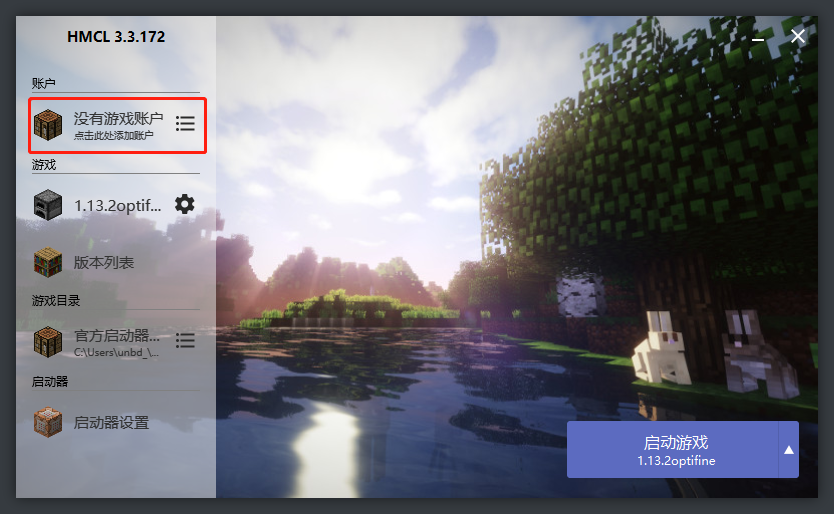 HMCL 3.3.172
账户
没有游戏账户
点击此处添加账户
游戏
1.13.2optif...
版本列表
游戏目录
官方启动器...
C:\Users\unbd_\...
启动器
启动器设置
启动游戏
1.13.2optifine